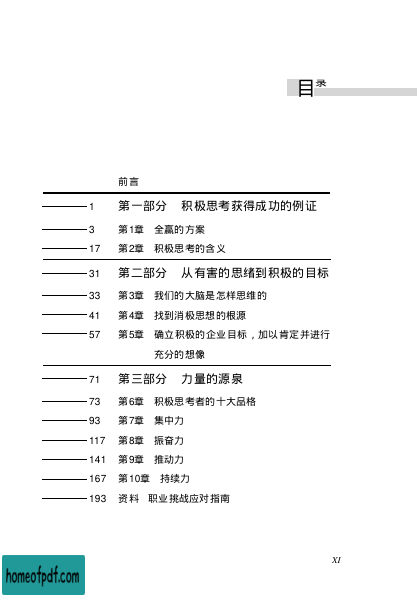 目录
前言
1 第一部分 积极思考获得成功的例证
3 第1章 全赢的方案
17 第2章 积极思考的含义
31 第二部分 从有害的思绪到积极的目标
33 第3章 我们的大脑是怎样思维的
41 第4章 找到消极思想的根源
57 第5章 确立积极的企业目标，加以肯定并进行
充分的想像
71 第三部分 力量的源泉
73 第6章 积极思考者的十大品格
93 第7章 集中力
117 第8章 振奋力
141 第9章 推动力
167 第10章 持续力
193 资料 职业挑战应对指南
XI
homeofpdf.com